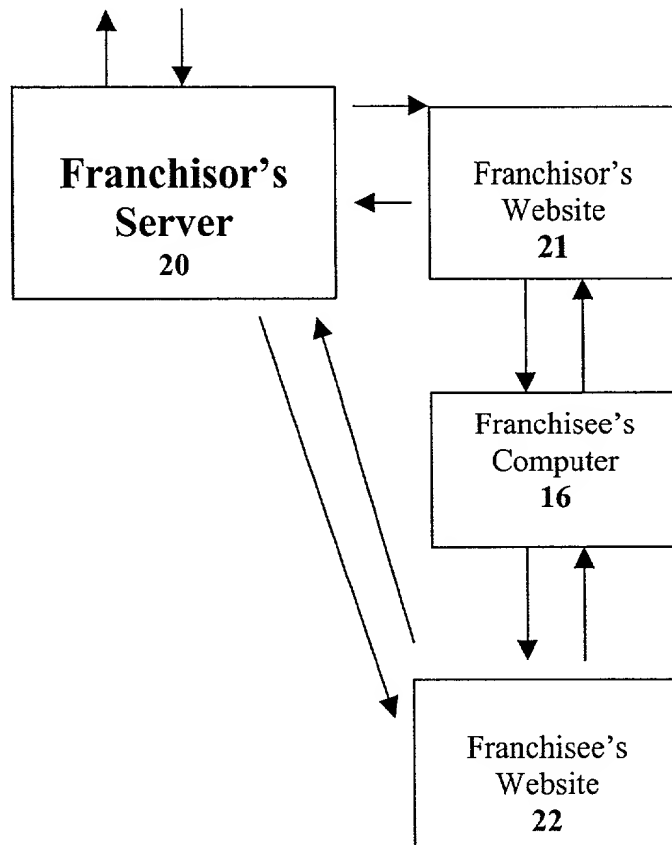 Franchisor's
Server
20
Franchisor's
Website
21
Franchisee's
Computer
16
Franchisee's
Website
22